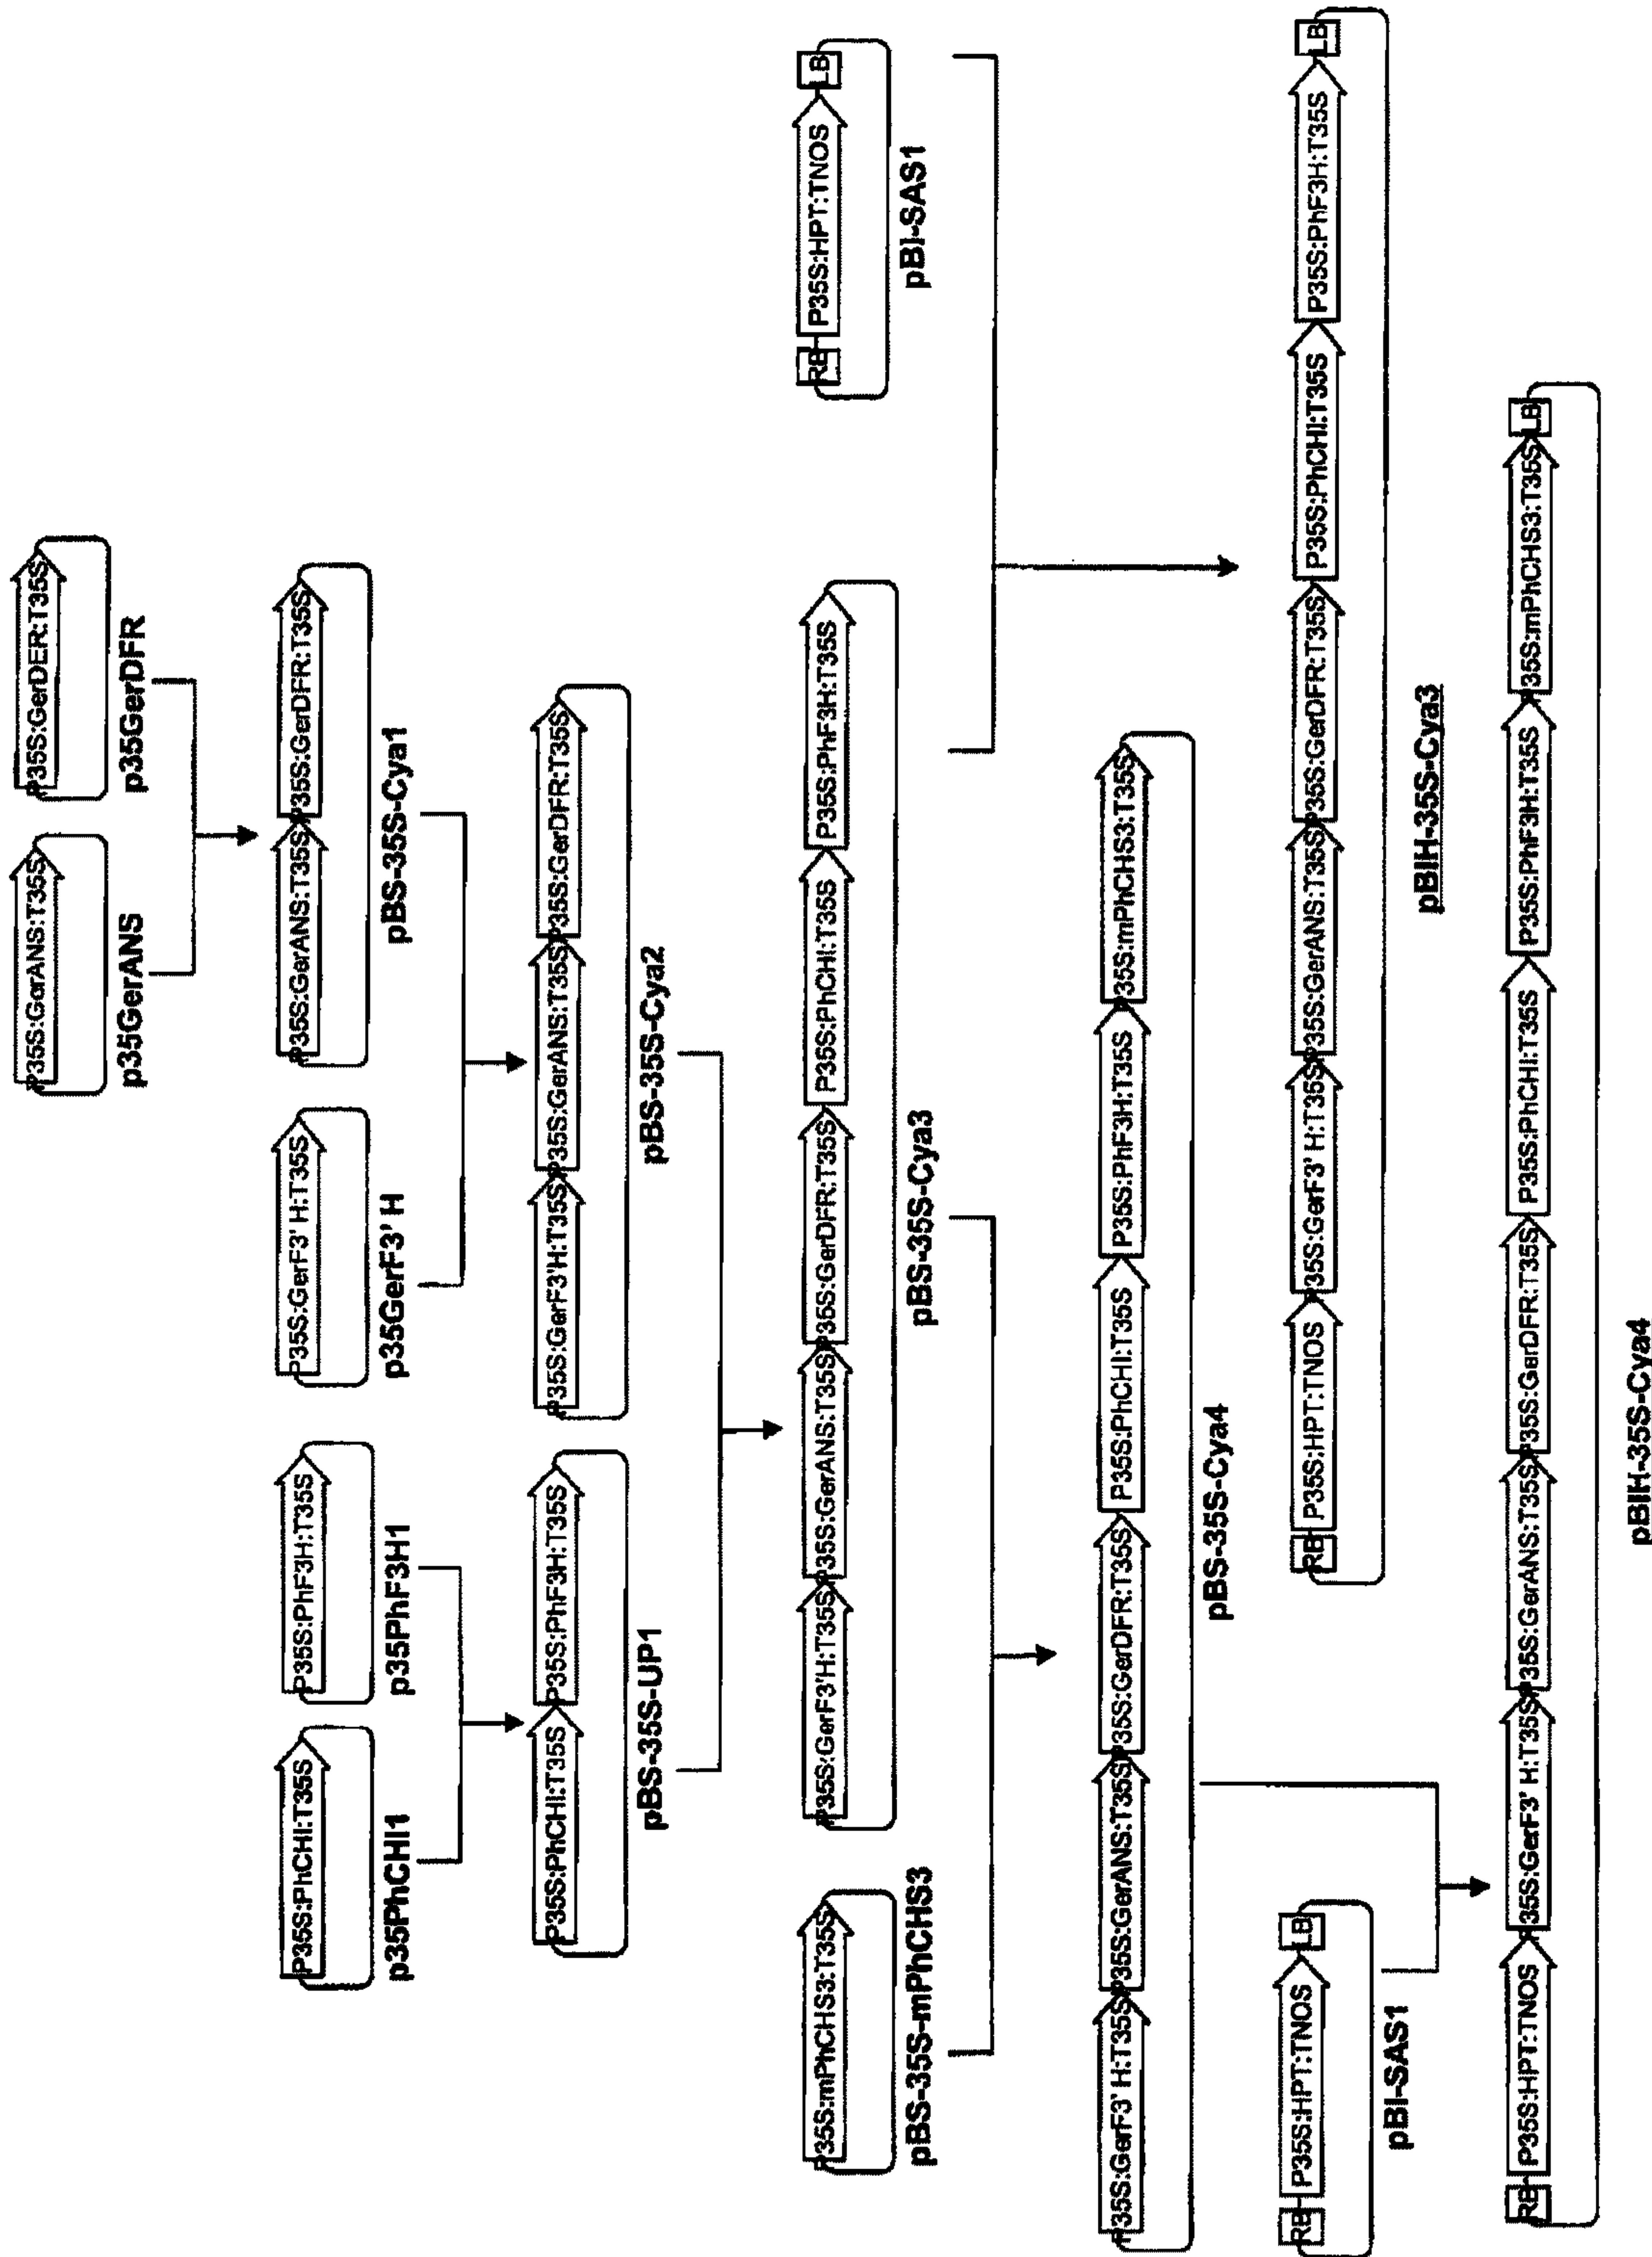 P35S:GerANS:T35S
P35S:GerDER:T35S
p35GerANS
p35GerDFR
P35S:PhCHI:T35S
P35S:PhF3H:T35S
P35S:GerF3' H:T35S
P35S:GerANS:T35S
P35S:GerDFR:T35S
p35PhCHI1
p35PhF3H1
p35GerF3' H
pBS-35S-Cya1
P35S:PhCHI:T35S
P35S:PhF3H:T35S
P35S:GerF3'H:T35S
P35S:GerANS:T35S
P35S:GerDFR:T35S
pBS-35S-UP1
pBS-35S-Cya2
P35S:mPhCHS3:T35S
P35S:GerF3'H:T35S
P35S:GerANS:T35S
P35S:GerDFR:T35S
P35S:PhCHI:T35S
P35S:PhF3H:T35S
RB
P35S:HPT:TNOS
LB
pBS-35S-mPhCHS3
pBS-35S-Cya3
pBI-SAS1
P35S:GerF3' H:T35S
P35S:GerANS:T35S
P35S:GerDFR:T35S
P35S:PhCHI:T35S
P35S:PhF3H:T35S
P35S:mPhCHS3:T35S
pBS-35S-Cya4
RB
P35S:HPT:TNOS
LB
pBI-SAS1
RB
P35S:HPT:TNOS
P35S:GerF3' H:T35S
P35S:GerANS:T35S
P35S:GerDFR:T35S
P35S:PhCHI:T35S
P35S:PhF3H:T35S
LB
pBIH-35S-Cya3
RB
P35S:HPT:TNOS
P35S:GerF3' H:T35S
P35S:GerANS:T35S
P35S:GerDFR:T35S
P35S:PhCHI:T35S
P35S:PhF3H:T35S
P35S:mPhCHS3:T35S
LB
pBIH-35S-Cya4